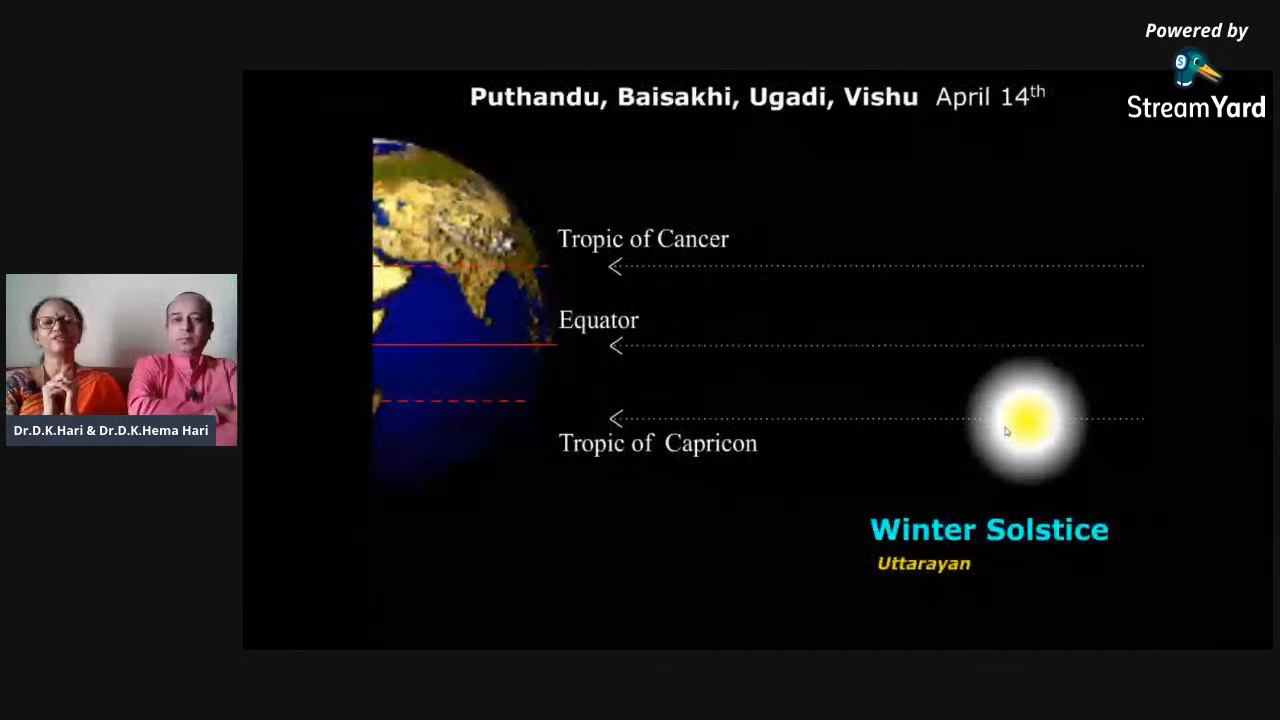 Powered by
StreamYard
Puthandu, Baisakhi, Ugadi, Vishu April 14th
Tropic of Cancer
Equator
Tropic of Capricon
Dr.D.K.Hari & Dr.D.K.Hema Hari
Winter Solstice
Uttarayan